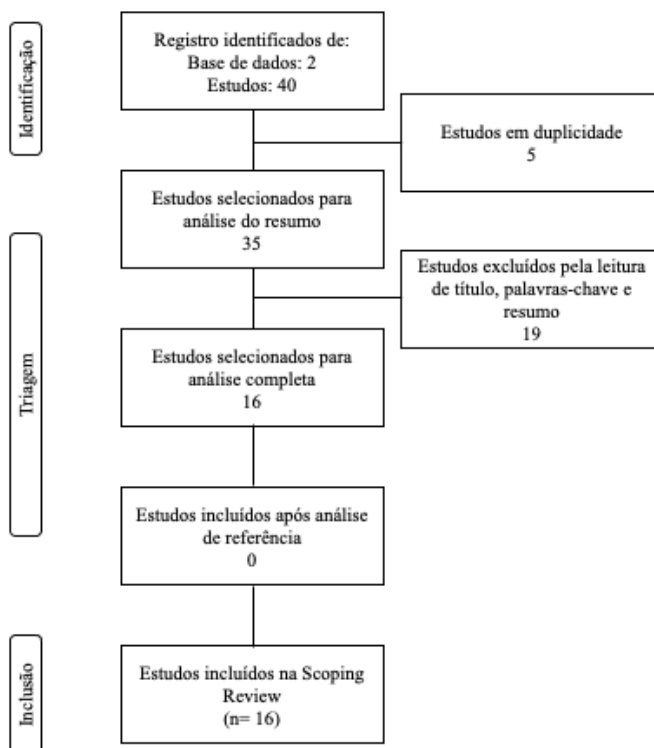 Identificação
Registro identificados de:
Base de dados: 2
Estudos: 40
Estudos em duplicidade
5
Triagem
Estudos selecionados para
análise do resumo
35
Estudos excluídos pela leitura
de título, palavras-chave e
resumo
19
Estudos selecionados para
análise completa
16
Estudos incluídos após análise
de referência
0
Inclusão
Estudos incluídos na Scoping
Review
(n= 16)